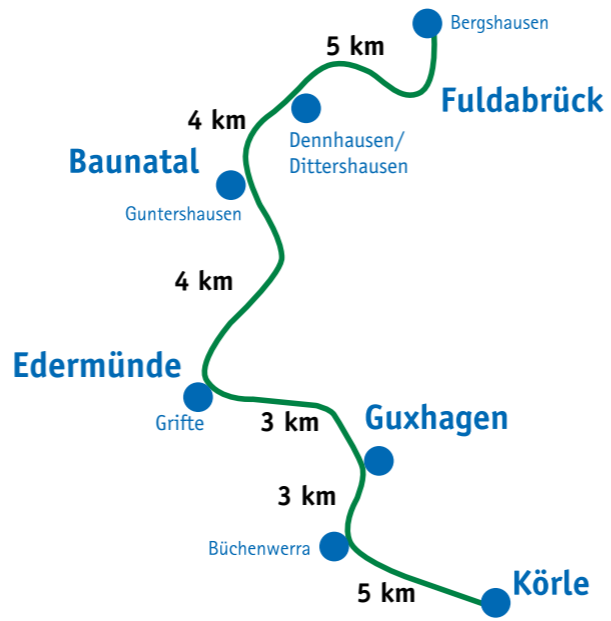 Bergshausen
5 km
Fuldabrück
4 km
Dennhausen/
Dittershausen
Baunatal
Guntershausen
4 km
Edermünde
Grifte
3 km
Guxhagen
3 km
Büchenwerra
5 km
Körle